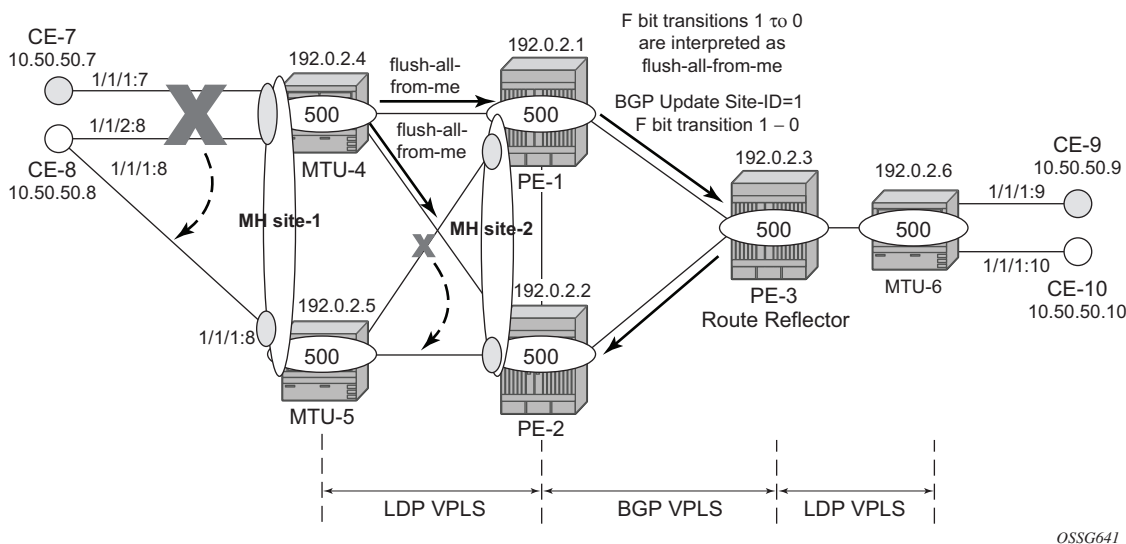 CE-7
10.50.50.7
1/1/1:7
1/1/2:8
CE-8
10.50.50.8
1/1/1:8
192.0.2.4
500
MTU-4
flush-all-
from-me
flush-all-
from-me
192.0.2.1
500
PE-1
F bit transitions 1 to 0
are interpreted as
flush-all-from-me
BGP Update Site-ID=1
F bit transition 1 – 0
192.0.2.3
500
PE-3
Route Reflector
192.0.2.6
500
MTU-6
1/1/1:9
CE-9
10.50.50.9
1/1/1:10
CE-10
10.50.50.10
MH site-1
MH site-2
192.0.2.5
1/1/1:8
500
MTU-5
192.0.2.2
500
PE-2
LDP VPLS
BGP VPLS
LDP VPLS
OSSG641